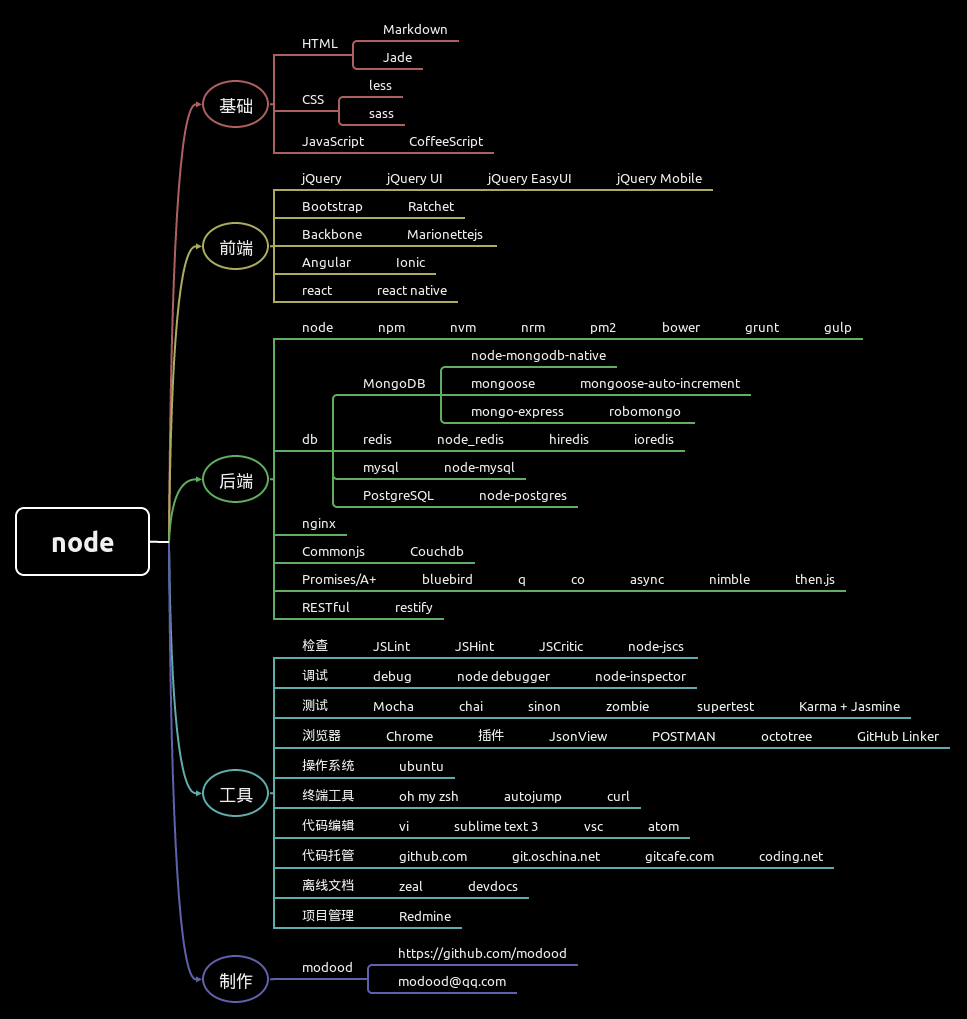 node
基础
HTML
Markdown
Jade
CSS
less
sass
JavaScript CoffeeScript
前端
jQuery jQuery UI jQuery EasyUI jQuery Mobile
Bootstrap Ratchet
Backbone Marionettejs
Angular Ionic
react react native
后端
node npm nvm nrm pm2 bower grunt gulp
db
MongoDB
node-mongodb-native
mongoose mongoose-auto-increment
mongo-express robomongo
redis node_redis hiredis ioredis
mysql node-mysql
PostgreSQL node-postgres
nginx
Commonjs Couchdb
Promises/A+ bluebird q co async nimble then.js
RESTful restify
工具
检查 JSLint JSHint JSCritic node-jscs
调试 debug node debugger node-inspector
测试 Mocha chai sinon zombie supertest Karma + Jasmine
浏览器 Chrome 插件 JsonView POSTMAN octotree GitHub Linker
操作系统 ubuntu
终端工具 oh my zsh autojump curl
代码编辑 vi sublime text 3 vsc atom
代码托管 github.com git.oschina.net gitcafe.com coding.net
离线文档 zeal devdocs
项目管理 Redmine
制作
modood
https://github.com/modood
modood@qq.com